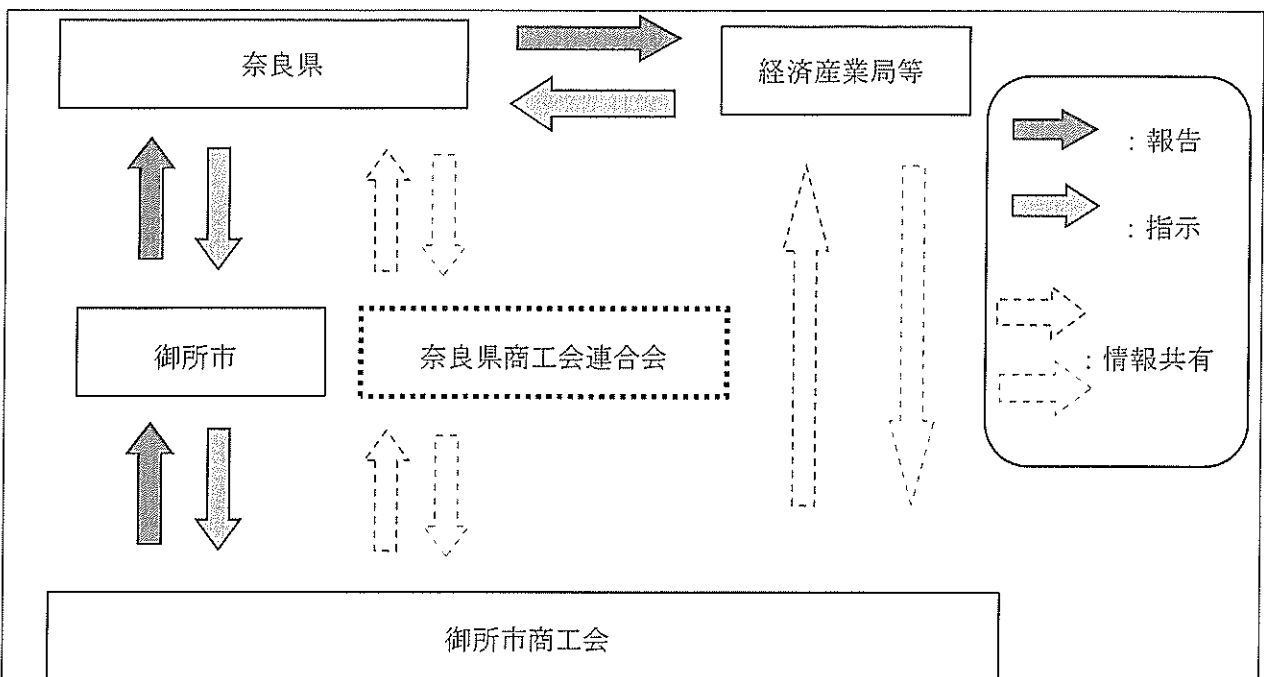 奈良県
経済産業局等
：報告
：指示
御所市
奈良県商工会連合会
：情報共有
御所市商工会